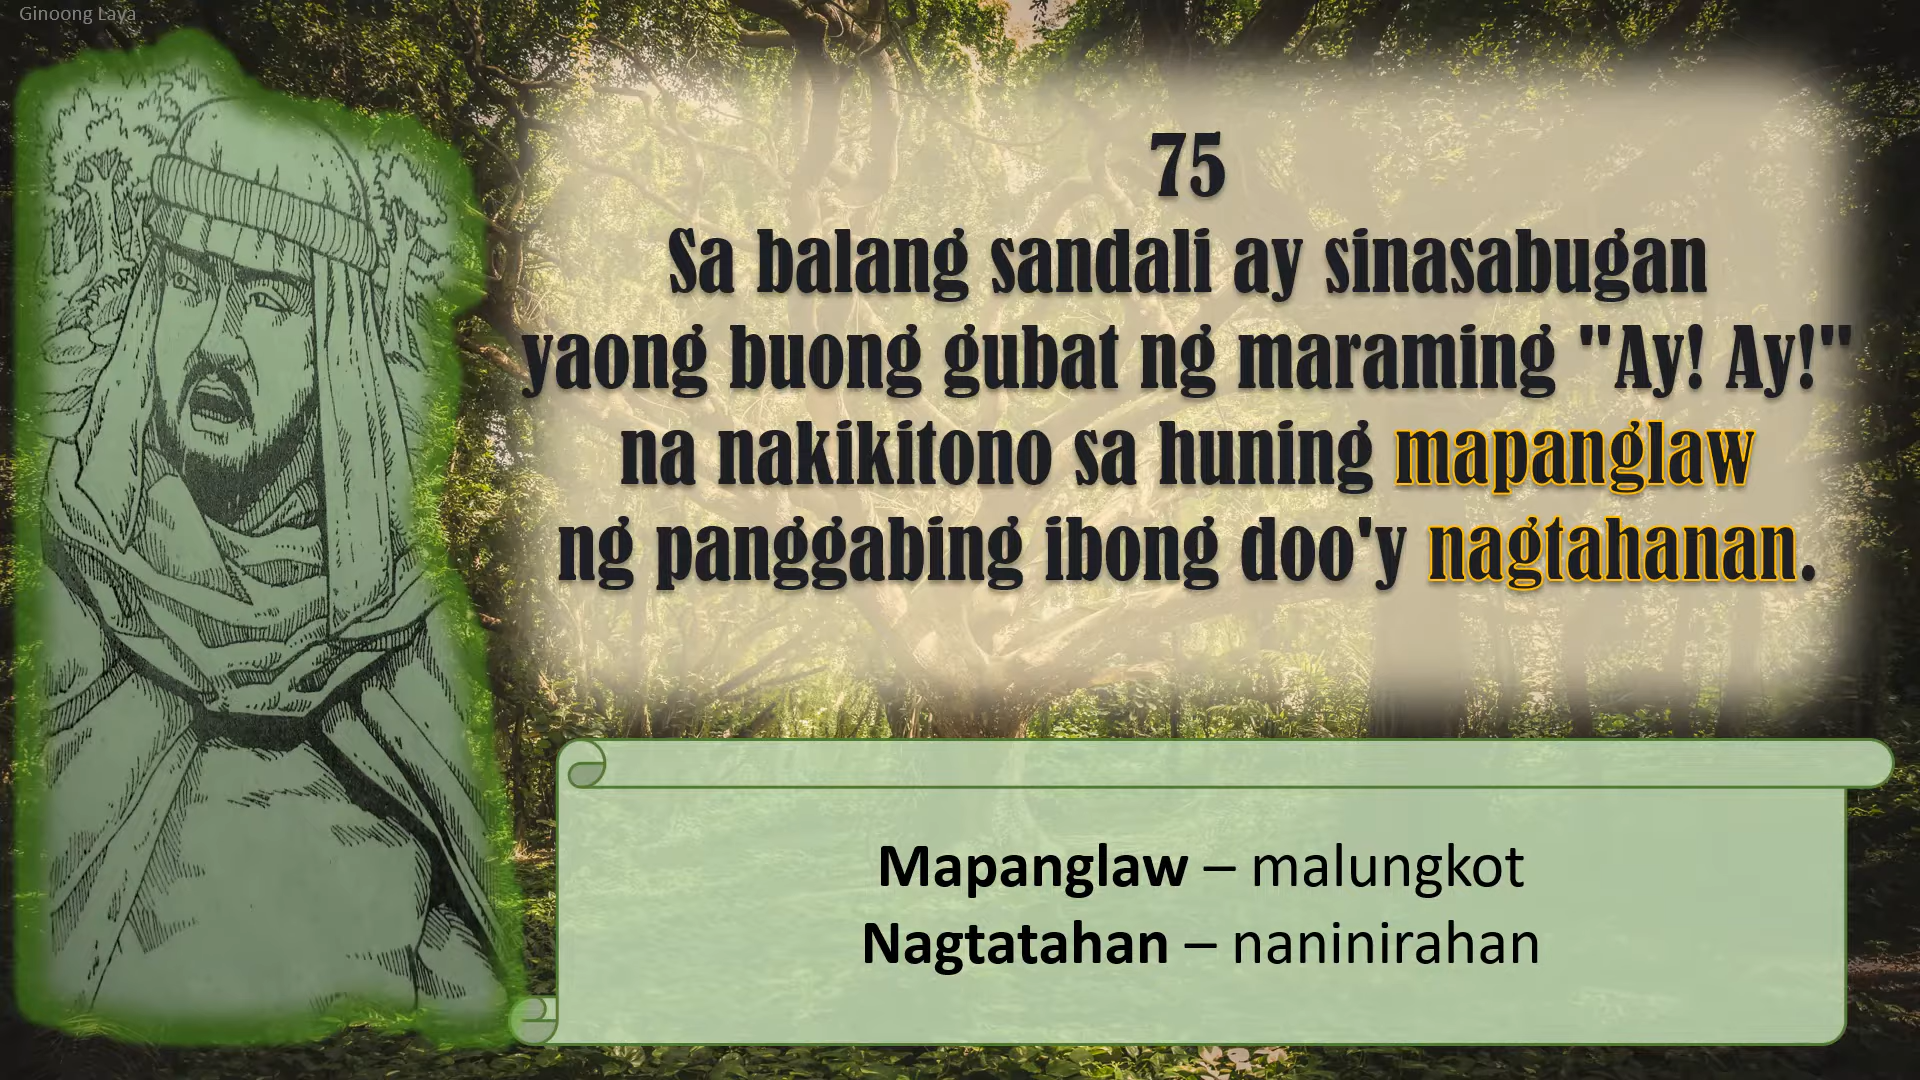 Ginoong Laya
75
Sa balang sandali ay sinasabugan
yaong buong gubat ng maraming "Ay! Ay!"
na nakikitono sa huning mapanglaw
ng panggabing ibong doo'y nagtahanan.
Mapanglaw – malungkot
Nagtatahan – naninirahan